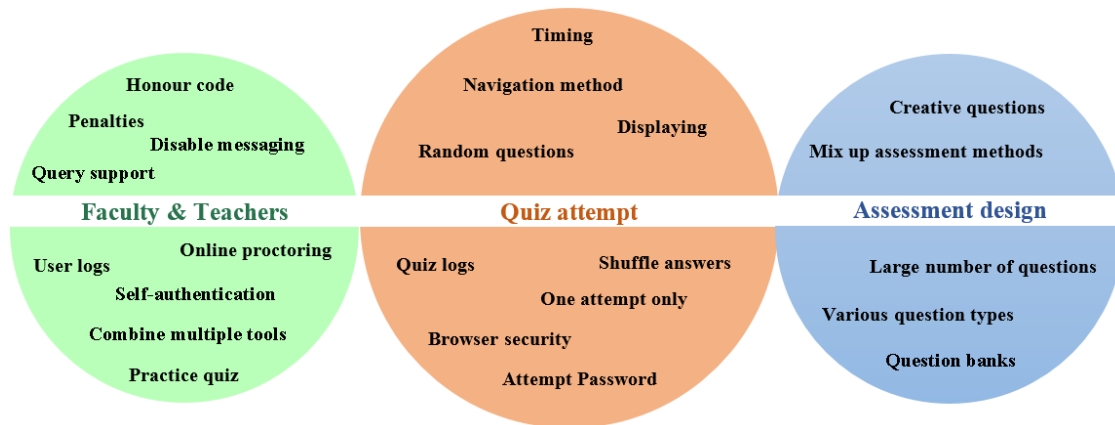 Honour code
Penalties
Disable messaging
Query support
Faculty & Teachers
Online proctoring
User logs
Self-authentication
Combine multiple tools
Practice quiz
Timing
Navigation method
Displaying
Random questions
Quiz attempt
Quiz logs
Shuffle answers
One attempt only
Browser security
Attempt Password
Creative questions
Mix up assessment methods
Assessment design
Large number of questions
Various question types
Question banks